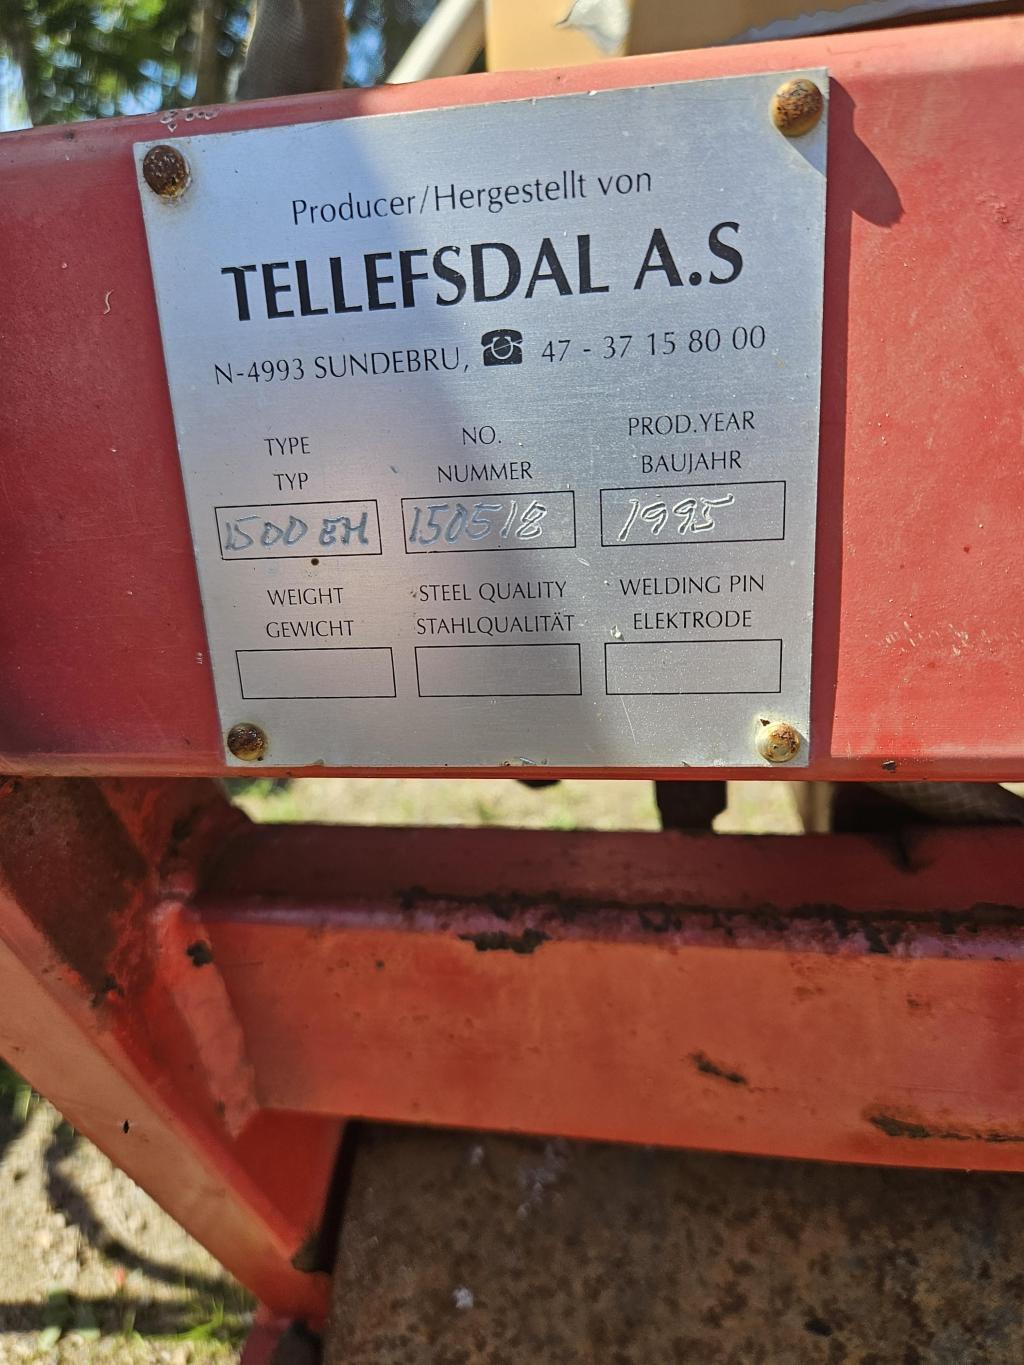 Producer/Hergestellt von
TELLEFSDAL A.S
N-4993 SUNDEBRU, ☎ 47 - 37 15 80 00
TYPE NO. PROD.YEAR
TYP NUMMER BAUJAHR
1500 EH 150518 1995
WEIGHT STEEL QUALITY WELDING PIN
GEWICHT STAHLQUALITÄT ELEKTRODE